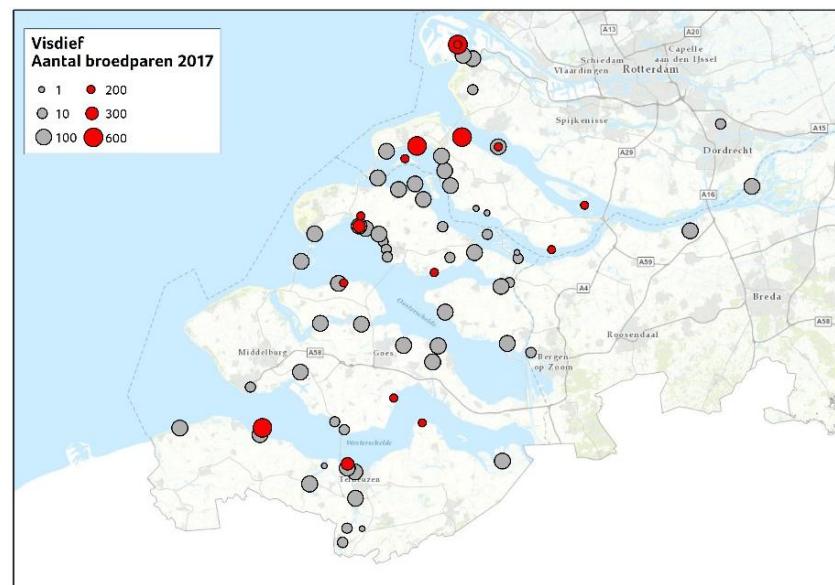 Visdief
Aantal broedparen 2017
1 200
10 300
100 600
A13
A20
Capelle
aan den IJssel
Schiedam
Vlaardingen
Rotterdam
Spijkenisse
A15
Dordrecht
A29
A16
A59
A4
Breda
Oosterschelde
Roosendaal
A58
Middelburg
A58
Goes
Bergen
op Zoom
Westerschelde
Terneuzen